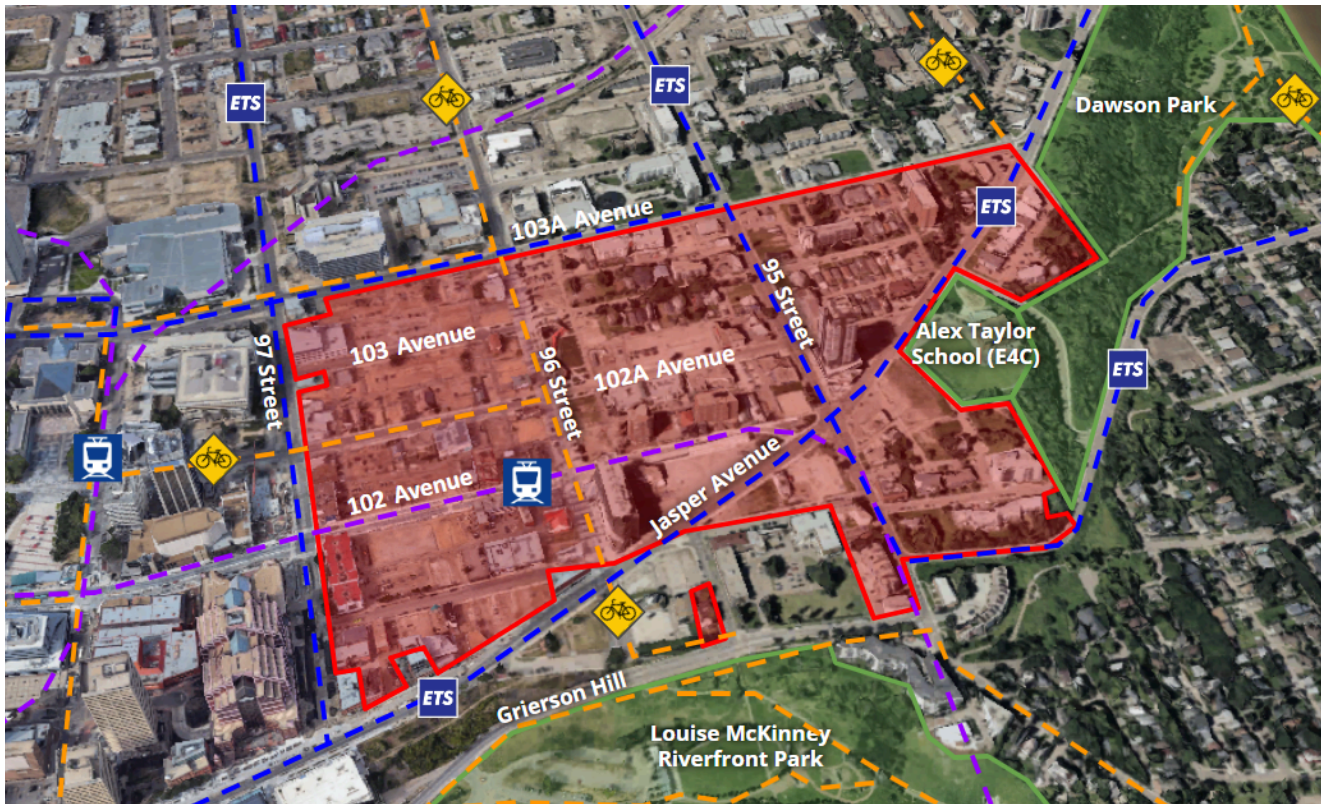 ETS
ETS
Dawson Park
ETS
103A Avenue
95 Street
103 Avenue
97 Street
96 Street
102A Avenue
Alex Taylor
School (E4C)
ETS
102 Avenue
Jasper Avenue
ETS
Grierson Hill
Louise McKinney
Riverfront Park